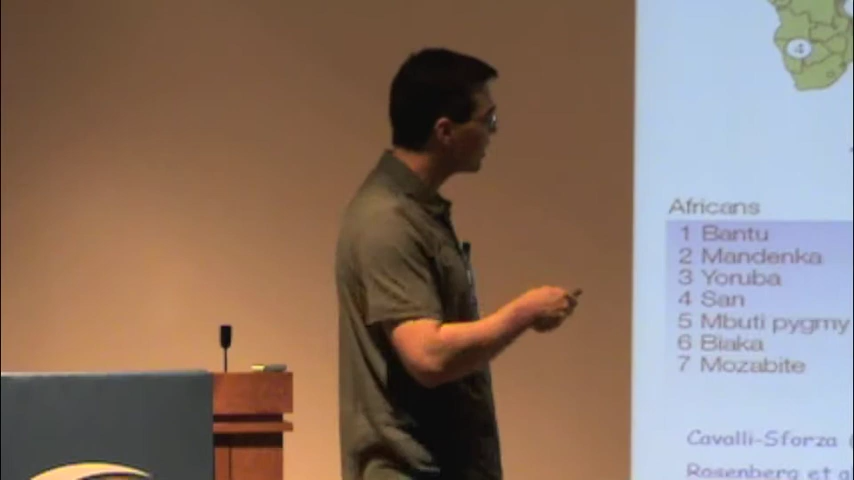 4
Africans
1 Bantu
2 Mandenka
3 Yoruba
4 San
5 Mbuti pygmy
6 Biaka
7 Mozabite
Cavalli-Sforza (
Rosenberg et a